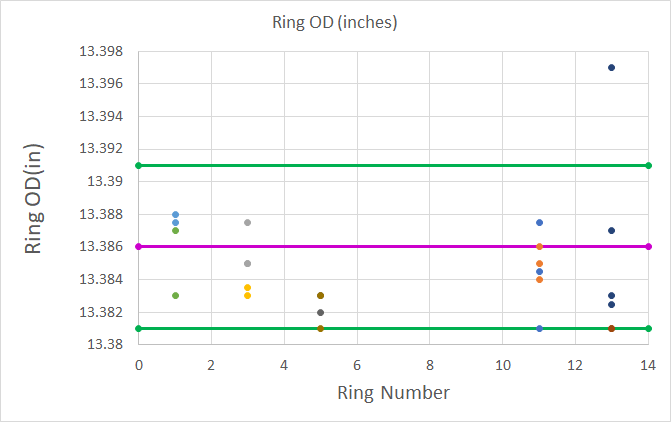 Ring OD (inches)
13.398
13.396
13.394
13.392
13.39
13.388
13.386
13.384
13.382
13.38
Ring OD(in)
0 2 4 6 8 10 12 14
Ring Number